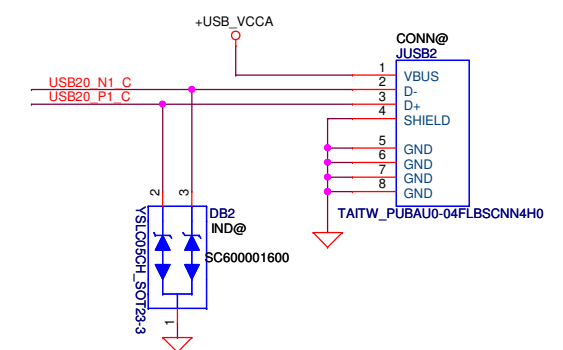 +USB_VCCA
CONN@
JUSB2
1 VBUS
USB20_N1_C 2 D-
USB20_P1_C 3 D+
4 SHIELD
5 GND
6 GND
7 GND
8 GND
TAITW_PUBAU0-04FLBSCNN4H0
2 3
DB2
IND@
SC600001600
YSLC05CH_SOT23-3
1